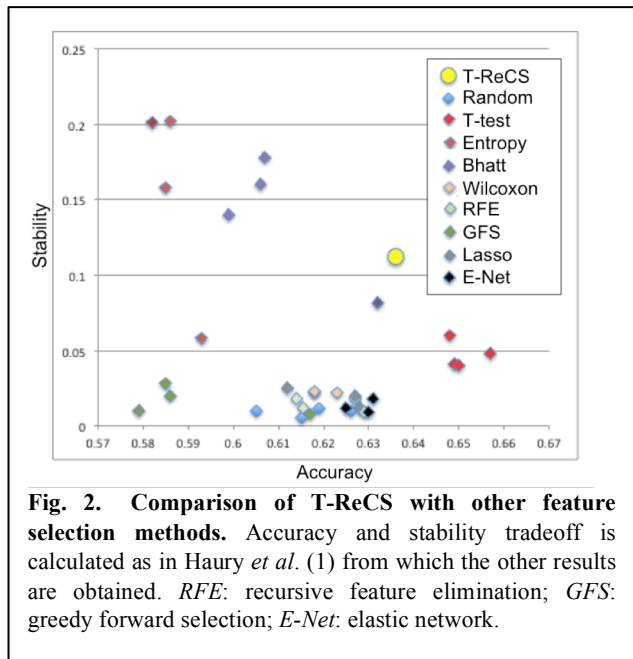 0.25
0.2
0.15
0.1
0.05
0
Stability
T-ReCS
Random
T-test
Entropy
Bhatt
Wilcoxon
RFE
GFS
Lasso
E-Net
0.57 0.58 0.59 0.6 0.61 0.62 0.63 0.64 0.65 0.66 0.67
Accuracy
Fig. 2. Comparison of T-ReCS with other feature
selection methods. Accuracy and stability tradeoff is
calculated as in Haury et al. (1) from which the other results
are obtained. RFE: recursive feature elimination; GFS:
greedy forward selection; E-Net: elastic network.